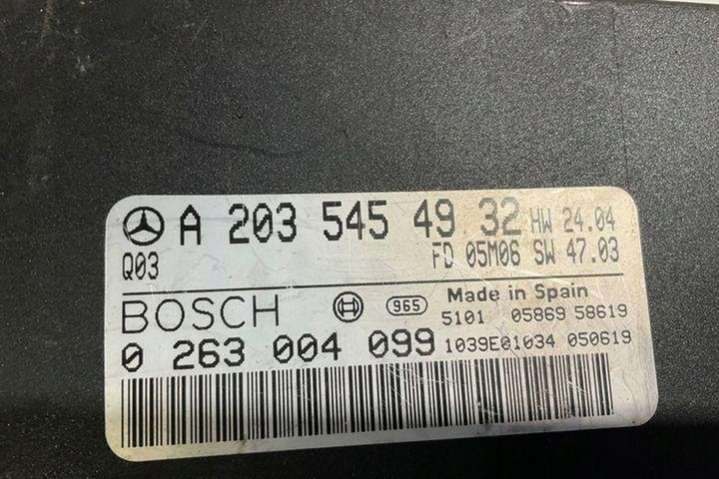 A 203 545 49 32 HW 24.04
Q03 FD 05M06 SW 47.03
BOSCH 965 Made in Spain
5101 05869 58619
0 263 004 099 1039E01034 050619